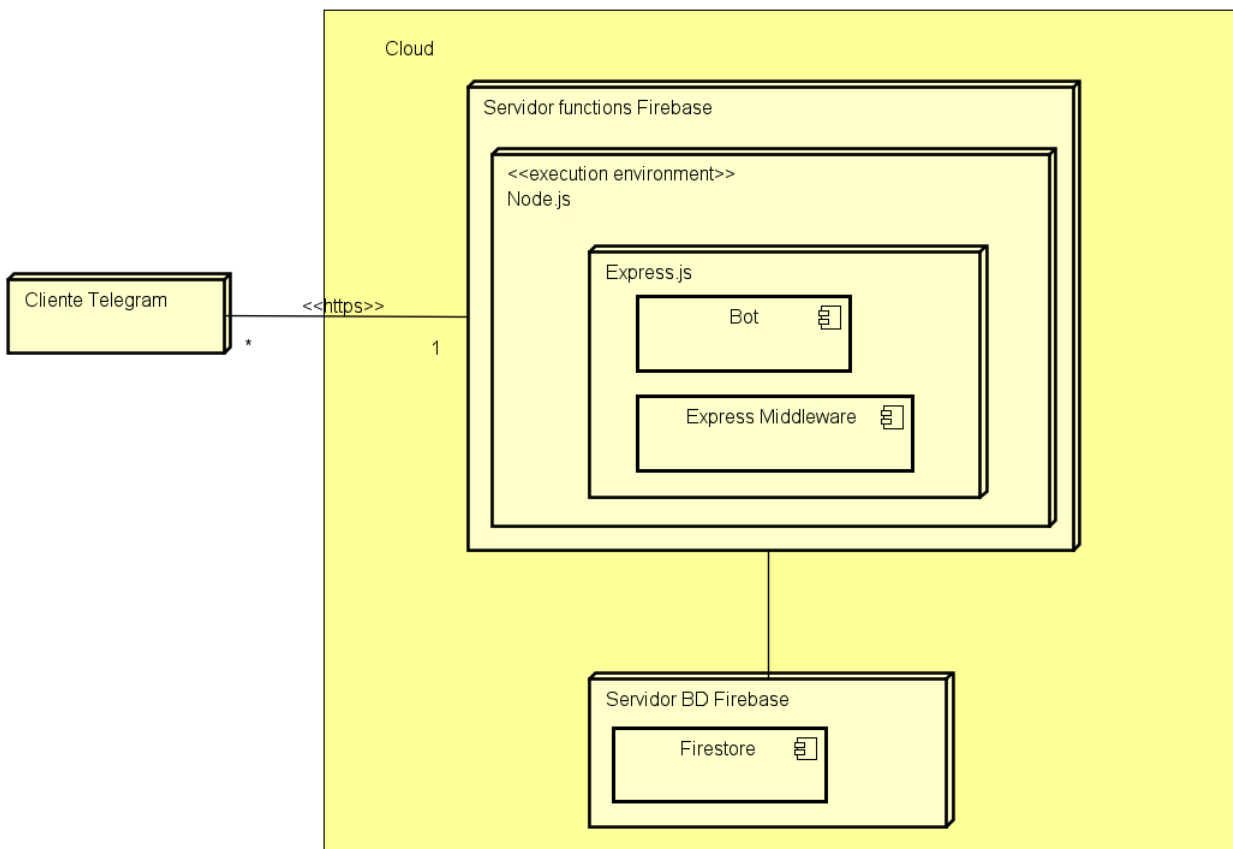 Cloud
Servidor functions Firebase
<<execution environment>>
Node.js
Express.js
Cliente Telegram
<<https>>
Bot
*
1
Express Middleware
Servidor BD Firebase
Firestore